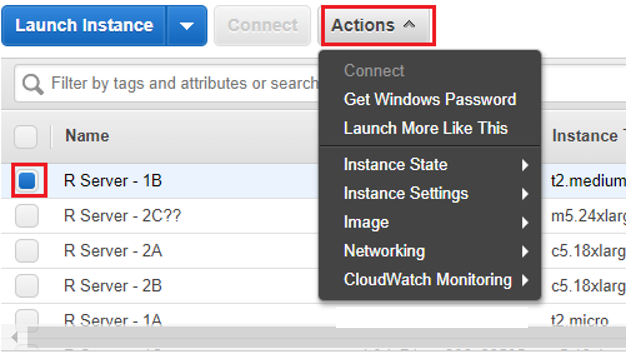 Launch Instance Connect Actions
Filter by tags and attributes or search
Connect
Get Windows Password
Launch More Like This
Name Instance T
Instance State
R Server - 1B t2.medium
Instance Settings
R Server - 2C?? m5.24xlarg
Image
R Server - 2A c5.18xlarg
Networking
R Server - 2B c5.18xlarg
CloudWatch Monitoring
R Server - 1A t2.micro